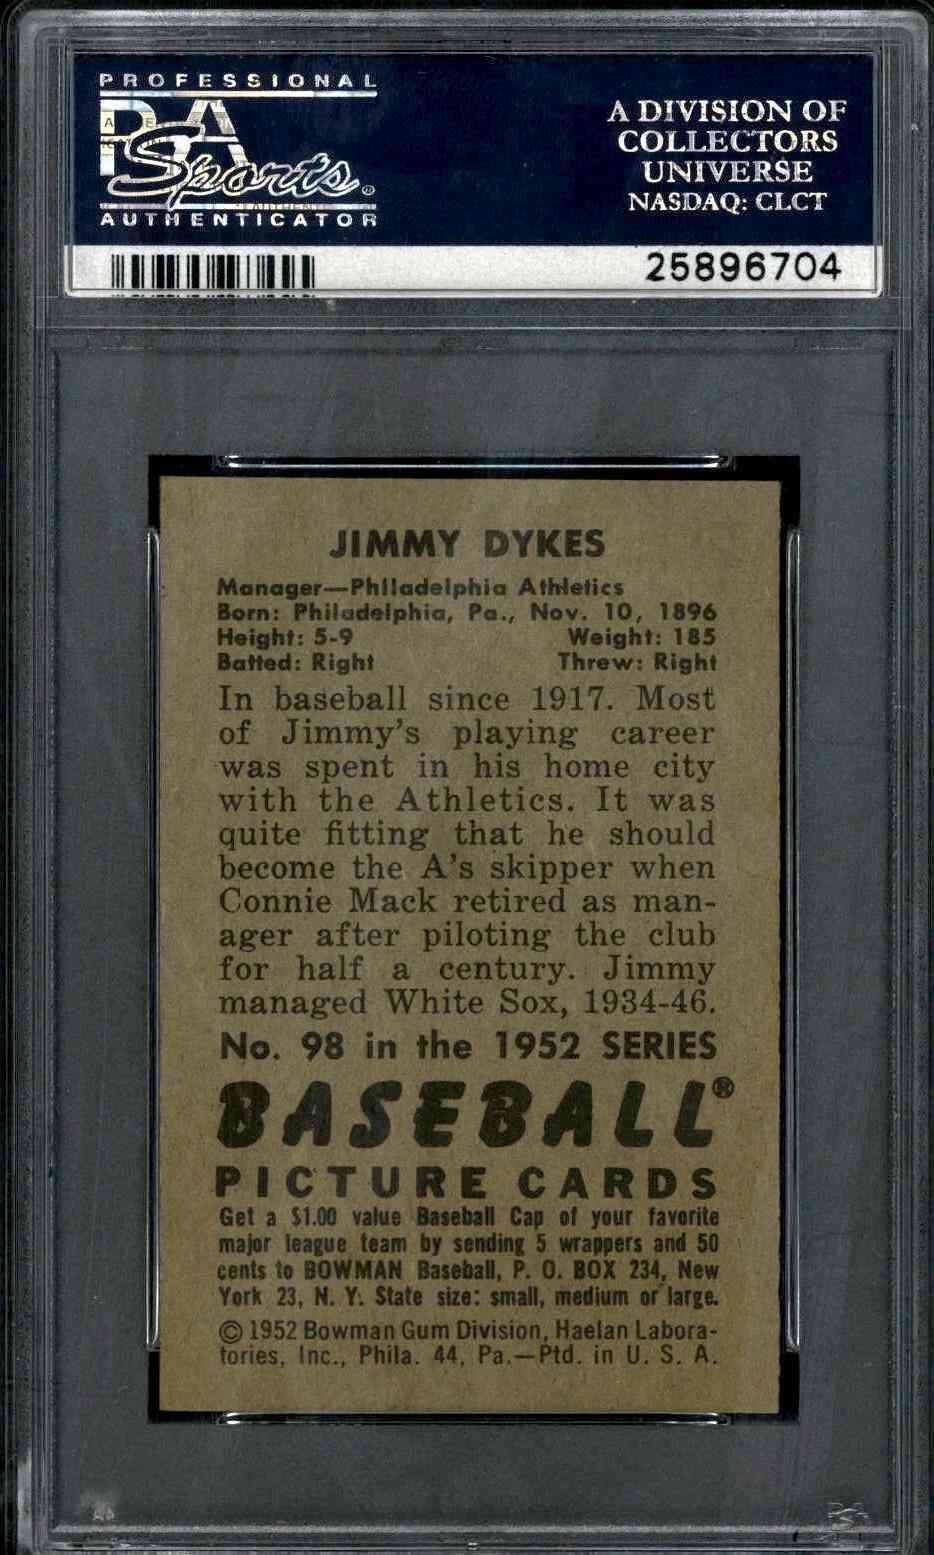 PROFESSIONAL
PSA
Sports®
AUTHENTICATOR
A DIVISION OF
COLLECTORS
UNIVERSE
NASDAQ: CLCT
25896704
JIMMY DYKES
Manager—Philadelphia Athletics
Born: Philadelphia, Pa., Nov. 10, 1896
Height: 5-9 Weight: 185
Batted: Right Threw: Right
In baseball since 1917. Most
of Jimmy's playing career
was spent in his home city
with the Athletics. It was
quite fitting that he should
become the A's skipper when
Connie Mack retired as man-
ager after piloting the club
for half a century. Jimmy
managed White Sox, 1934-46.
No. 98 in the 1952 SERIES
BASEBALL®
PICTURE CARDS
Get a $1.00 value Baseball Cap of your favorite
major league team by sending 5 wrappers and 50
cents to BOWMAN Baseball, P. O. BOX 234, New
York 23, N. Y. State size: small, medium or large.
© 1952 Bowman Gum Division, Haelan Labora-
tories, Inc., Phila. 44, Pa.—Ptd. in U. S. A.